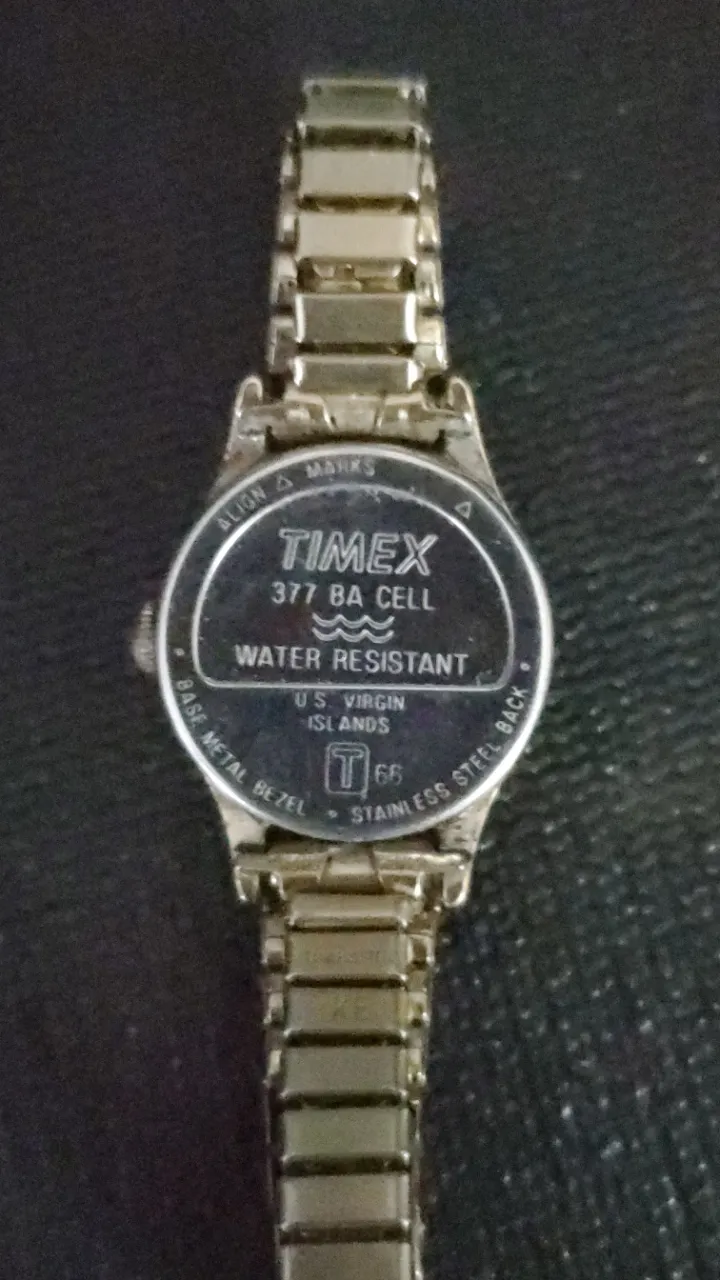 ALIGN △ MARKS △
TIMEX
377 BA CELL
WATER RESISTANT
U.S. VIRGIN
ISLANDS
T 66
BASE METAL BEZEL • STAINLESS STEEL BACK